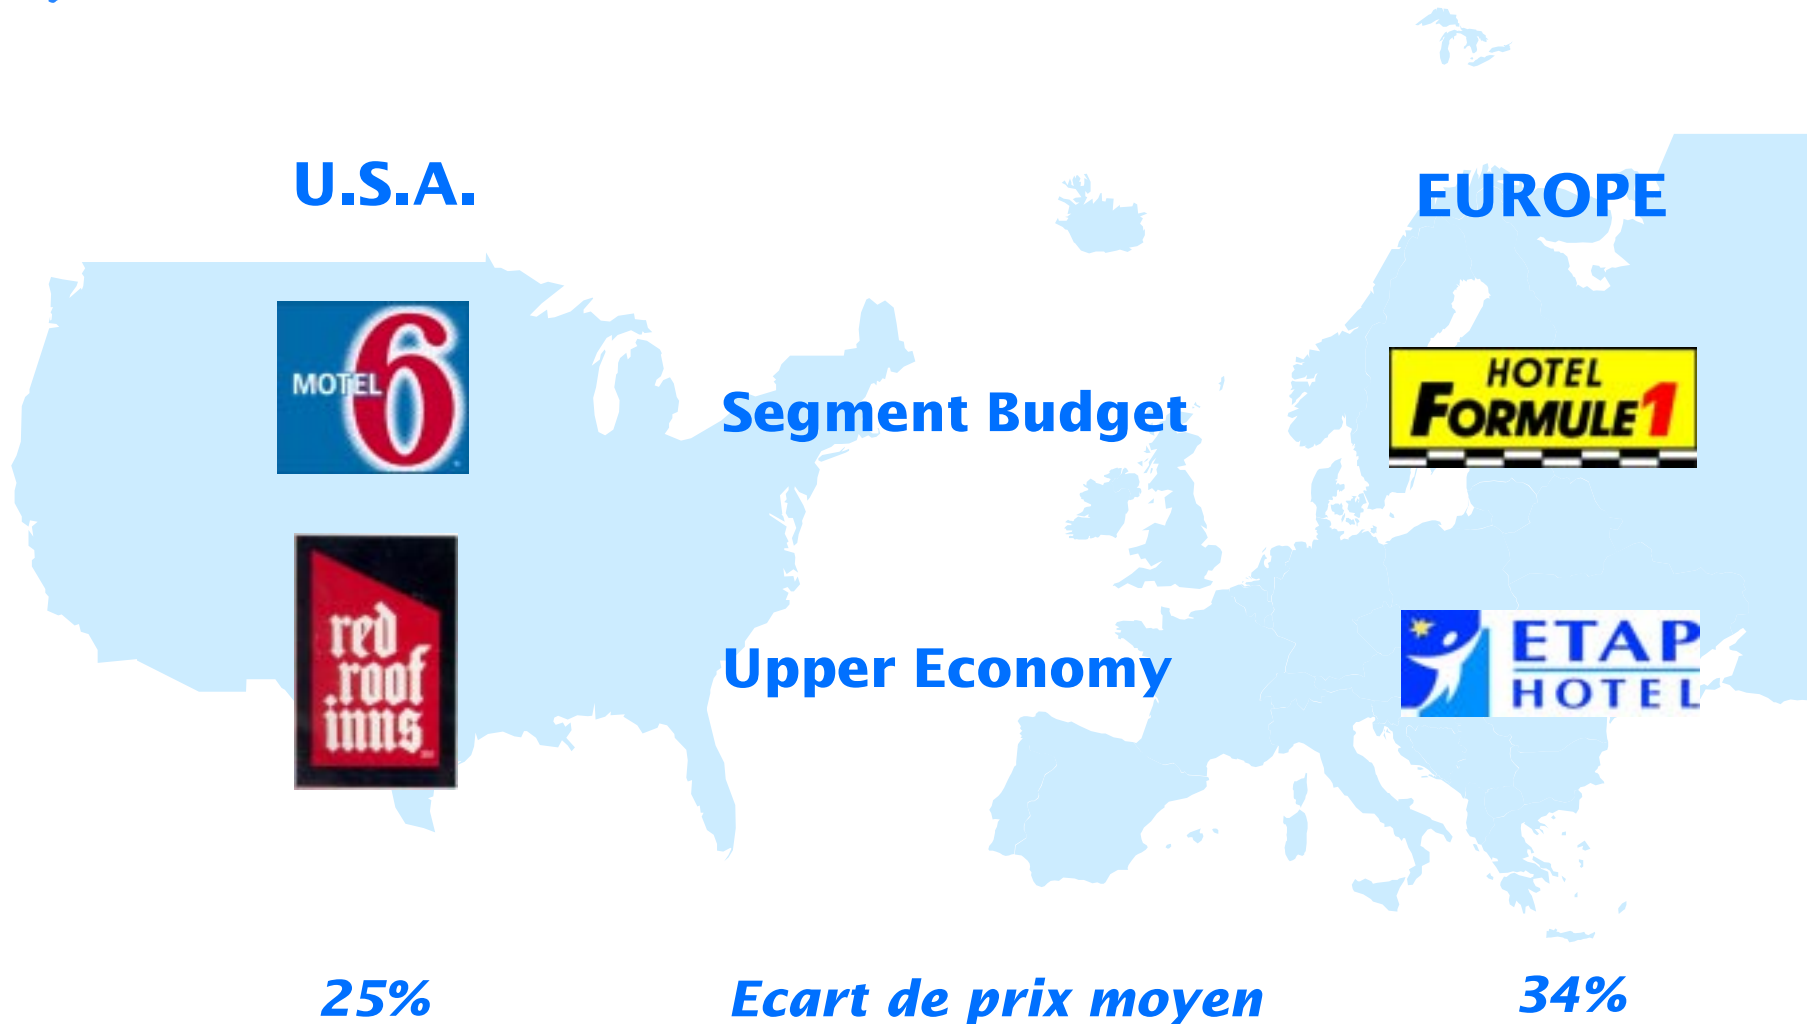 U.S.A.
EUROPE
MOTEL 6
Segment Budget
HOTEL
FORMULE 1
red
roof
inns
Upper Economy
ETAP
HOTEL
25%
Ecart de prix moyen
34%